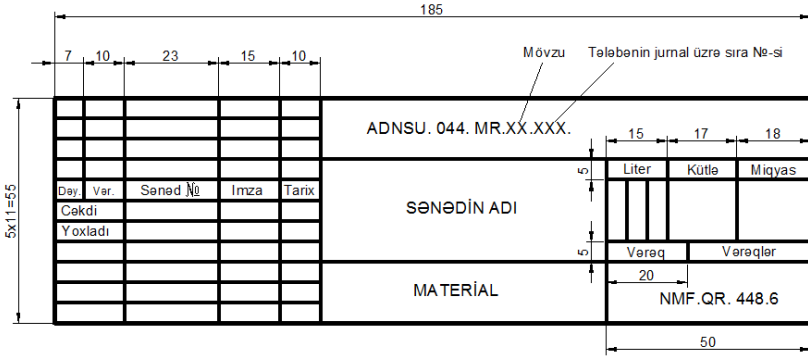 185
7 10 23 15 10
Mövzu Tələbənin jurnal üzrə sıra №-si
ADNSU. 044. MR.XX.XXX.
15 17 18
5x11=55
5
Liter Kütlə Miqyas
Dəy. Vər. Sənəd № Imza Tarix
Cəkdi
Yoxladı
SƏNƏDİN ADI
5
Vərəq Vərəqlər
20
MATERİAL
NMF.QR. 448.6
50